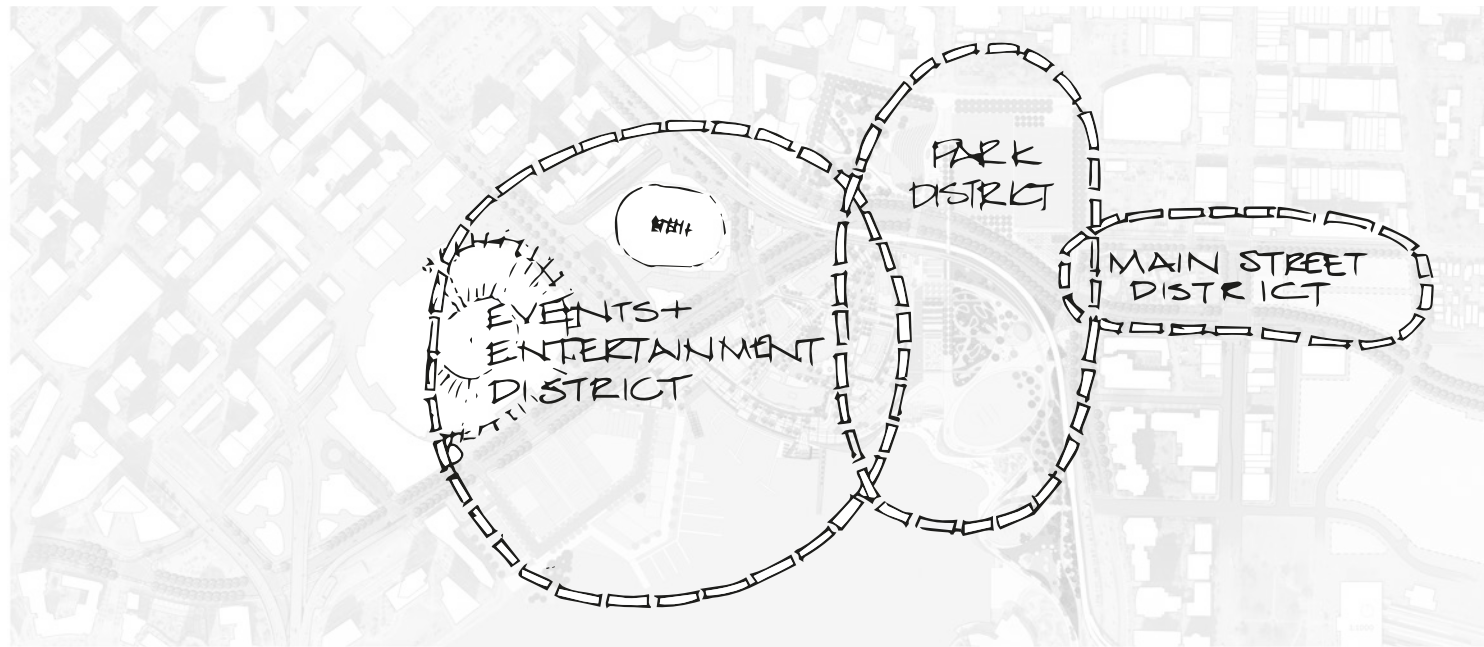 PARK
DISTRICT
MAIN STREET
DISTRICT
EVENTS+
ENTERTAINMENT
DISTRICT